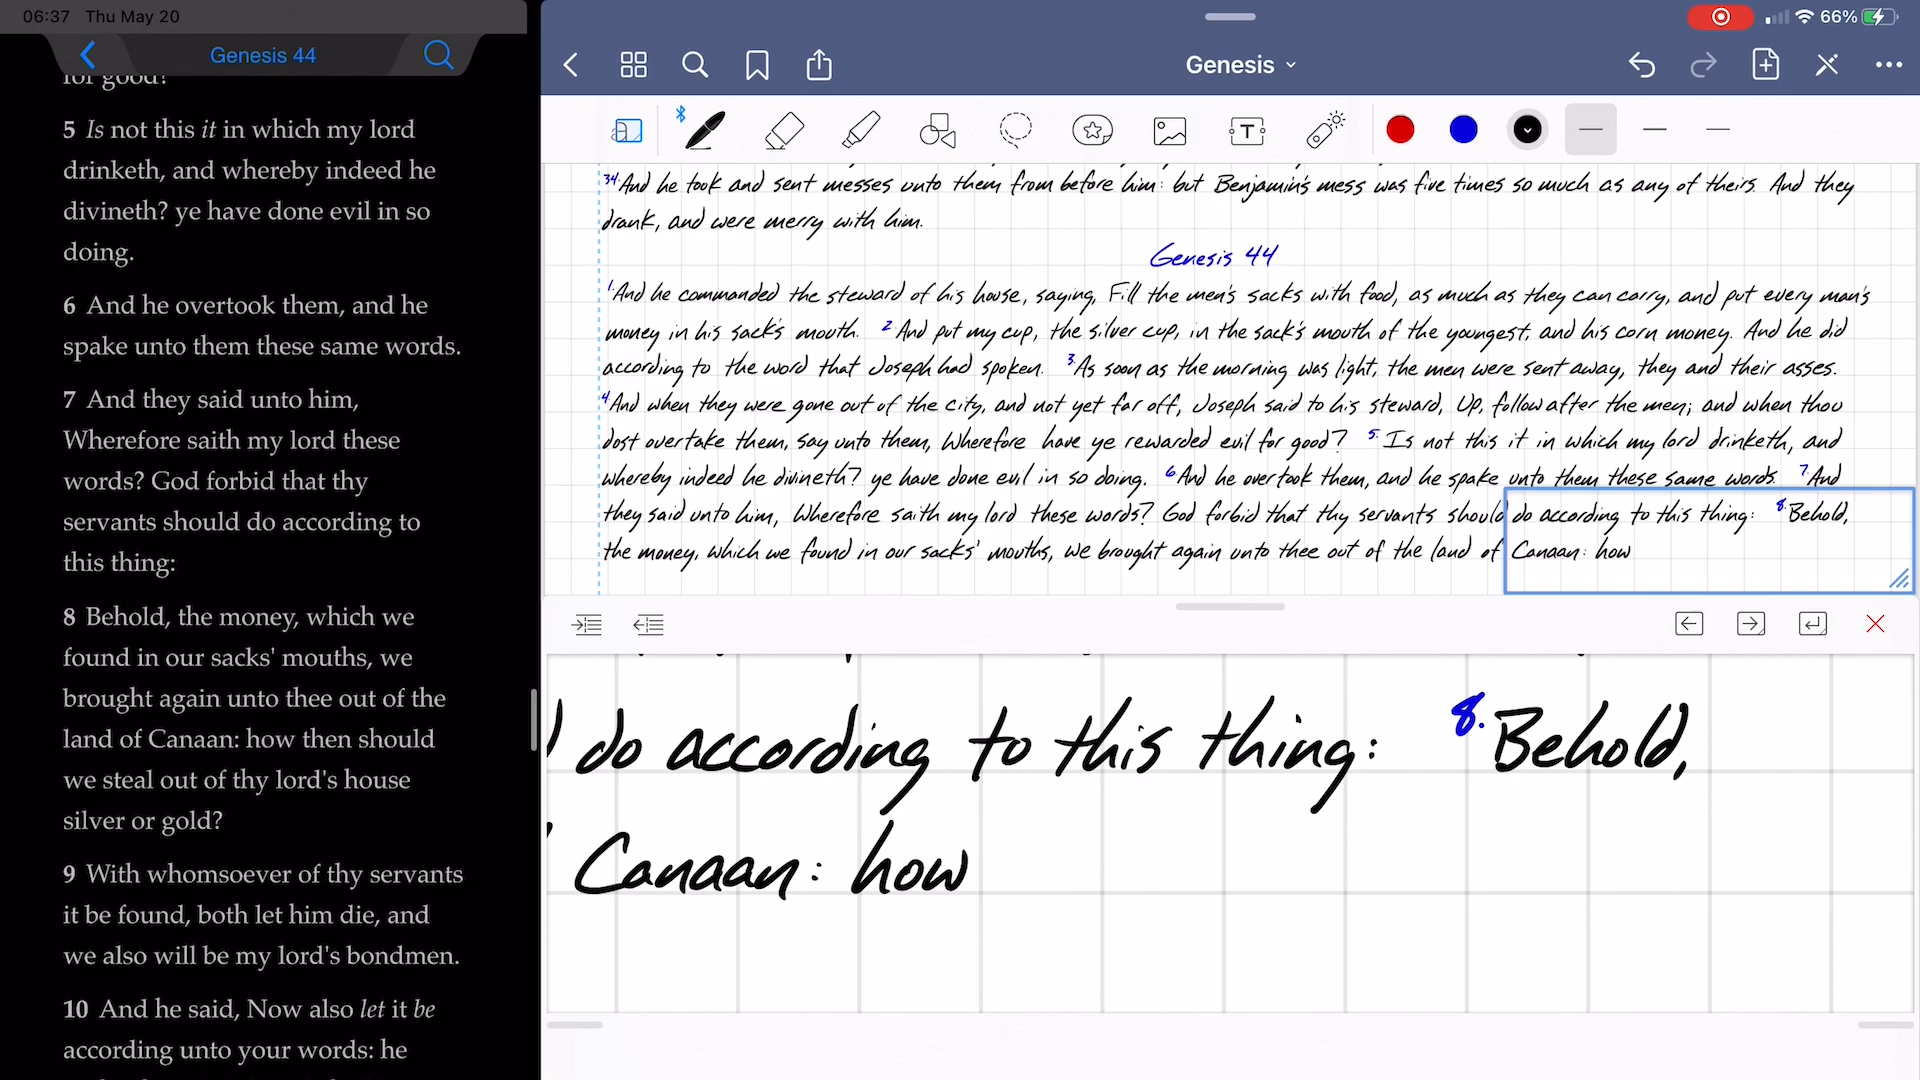 06:37 Thu May 20
66%
Genesis 44
for good?
5 Is not this it in which my lord
drinketh, and whereby indeed he
divineth? ye have done evil in so
doing.
6 And he overtook them, and he
spake unto them these same words.
7 And they said unto him,
Wherefore saith my lord these
words? God forbid that thy
servants should do according to
this thing:
8 Behold, the money, which we
found in our sacks' mouths, we
brought again unto thee out of the
land of Canaan: how then should
we steal out of thy lord's house
silver or gold?
9 With whomsoever of thy servants
it be found, both let him die, and
we also will be my lord's bondmen.
10 And he said, Now also let it be
according unto your words: he
Genesis
34. And he took and sent messes unto them from before him: but Benjamin's mess was five times so much as any of theirs. And they
drank, and were merry with him.
Genesis 44
1. And he commanded the steward of his house, saying, Fill the men's sacks with food, as much as they can carry, and put every man's
money in his sack's mouth. 2. And put my cup, the silver cup, in the sack's mouth of the youngest, and his corn money. And he did
according to the word that Joseph had spoken. 3. As soon as the morning was light, the men were sent away, they and their asses.
4. And when they were gone out of the city, and not yet far off, Joseph said to his steward, Up, follow after the men; and when thou
dost overtake them, say unto them, Wherefore have ye rewarded evil for good? 5. Is not this it in which my lord drinketh, and
whereby indeed he divineth? ye have done evil in so doing. 6. And he overtook them, and he spake unto them these same words. 7. And
they said unto him, Wherefore saith my lord these words? God forbid that thy servants should do according to this thing: 8. Behold,
the money, which we found in our sacks' mouths, we brought again unto thee out of the land of Canaan: how
do according to this thing: 8. Behold,
Canaan: how